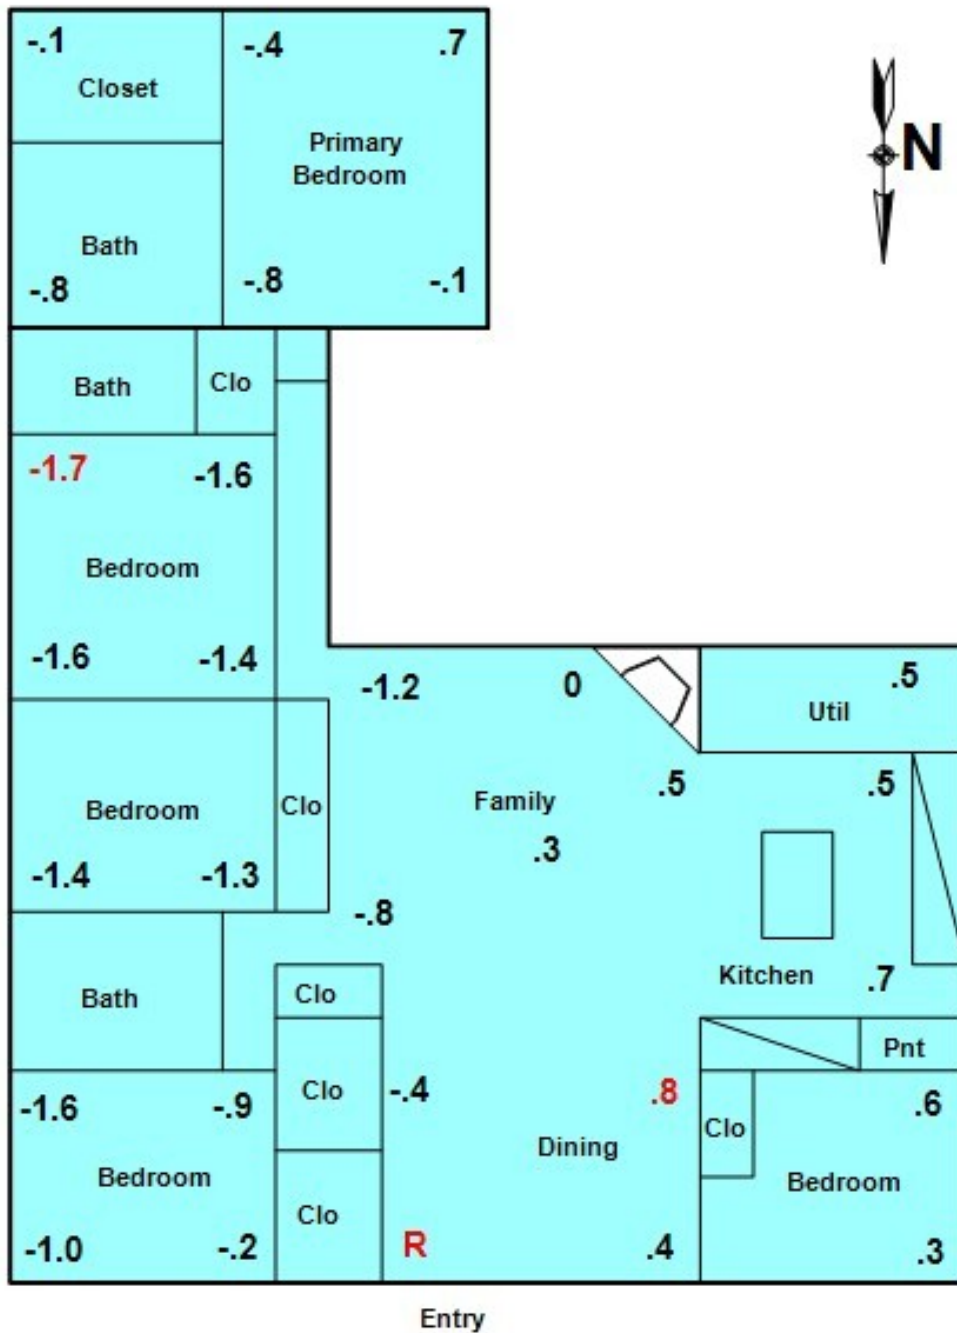 -.1 -.4 .7
Closet
N
Primary
Bedroom
Bath
-.8 -.8 -.1
Bath Clo
-1.7 -1.6
Bedroom
-1.6 -1.4
-1.2 0 .5
Util
.5 .5
Family
Bedroom Clo
.3
-1.4 -1.3
-.8
Kitchen .7
Bath Clo
Pnt
Clo -.4 .8
-1.6 -.9 .6
Clo
Dining
Bedroom Bedroom
Clo
-1.0 -.2 R .4 .3
Entry